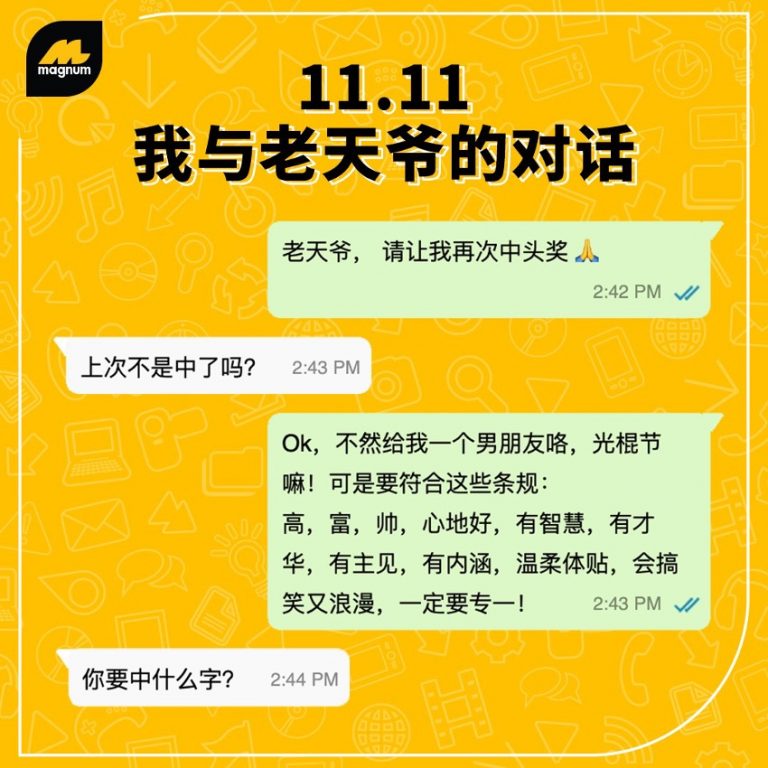 magnum
11.11
我与老天爷的对话
老天爷， 请让我再次中头奖🙏
2:42 PM
上次不是中了吗？ 2:43 PM
Ok，不然给我一个男朋友咯，光棍节
嘛！可是要符合这些条规：
高，富，帅，心地好，有智慧，有才
华，有主见，有内涵，温柔体贴，会搞
笑又浪漫，一定要专一！ 2:43 PM
你要中什么字？ 2:44 PM